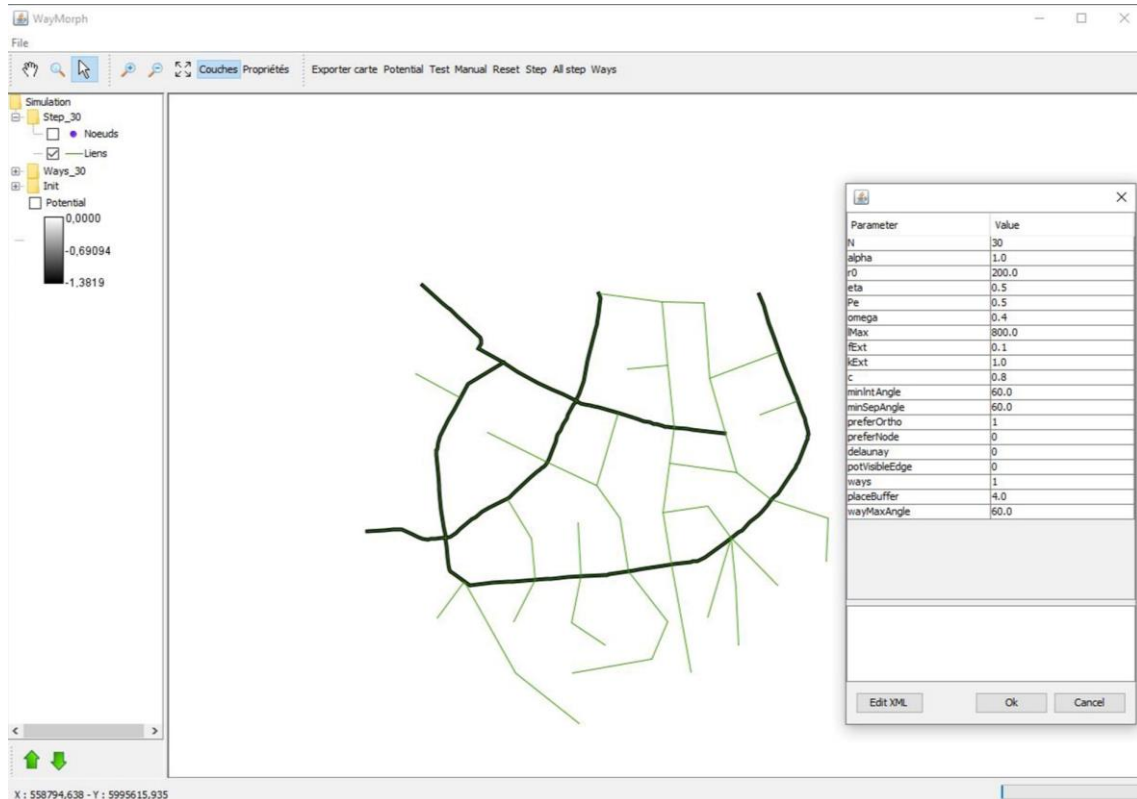 WayMorph
File
Couches Propriétés Exporter carte Potential Test Manual Reset Step All step Ways
Simulation
Step_30
Noeuds
Liens
Ways_30
Init
Potential
0,0000
-0,69094
-1,3819
Parameter Value
N 30
alpha 1.0
r0 200.0
eta 0.5
Pe 0.5
omega 0.4
lMax 800.0
fExt 0.1
kExt 1.0
c 0.8
minIntAngle 60.0
minSepAngle 60.0
preferOrtho 1
preferNode 0
delaunay 0
potVisibleEdge 0
ways 1
placeBuffer 4.0
wayMaxAngle 60.0
Edit XML Ok Cancel
X : 558794.638 - Y : 5995615.935